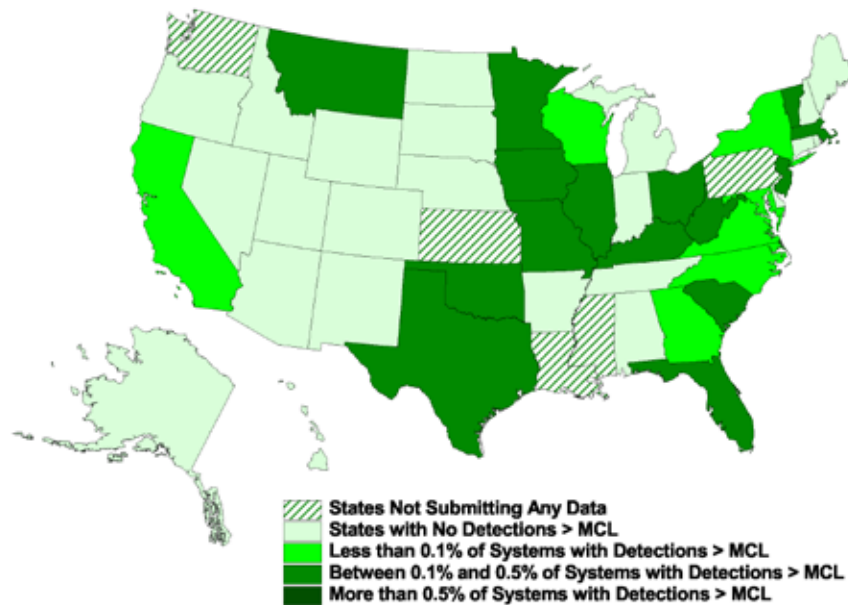 States Not Submitting Any Data
States with No Detections > MCL
Less than 0.1% of Systems with Detections > MCL
Between 0.1% and 0.5% of Systems with Detections > MCL
More than 0.5% of Systems with Detections > MCL